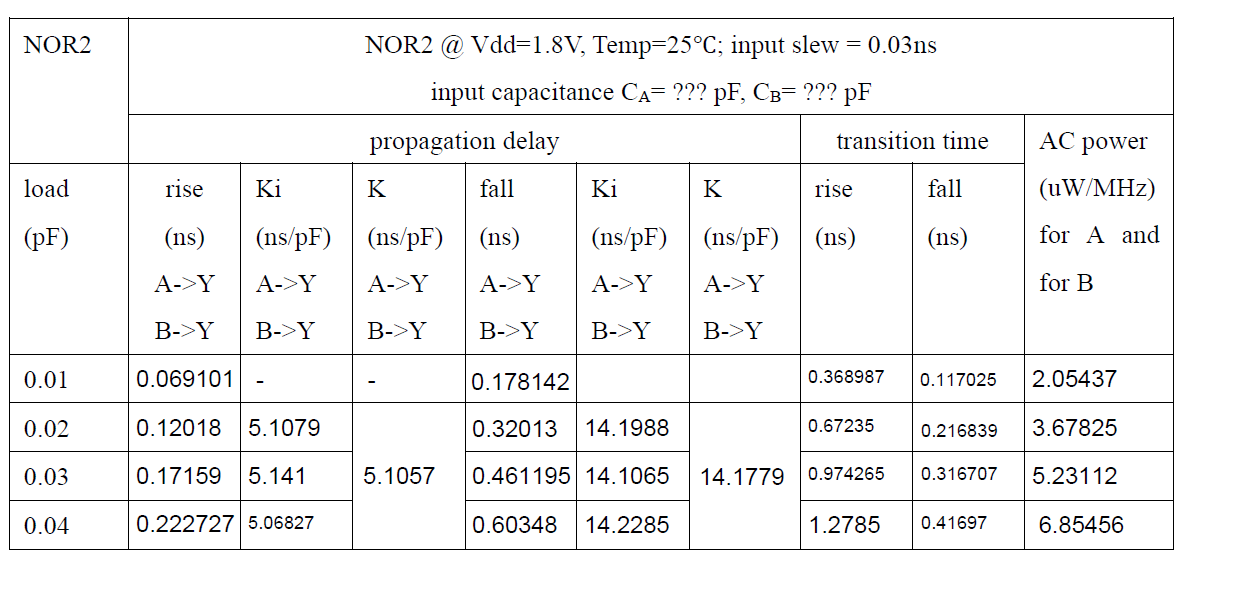 NOR2
NOR2 @ Vdd=1.8V, Temp=25℃; input slew = 0.03ns
input capacitance CA= ??? pF, CB= ??? pF
propagation delay
transition time
AC power
(uW/MHz)
for A and
for B
load
(pF)
rise
(ns)
A->Y
B->Y
Ki
(ns/pF)
A->Y
B->Y
K
(ns/pF)
A->Y
B->Y
fall
(ns)
A->Y
B->Y
Ki
(ns/pF)
A->Y
B->Y
K
(ns/pF)
A->Y
B->Y
rise
(ns)
fall
(ns)
0.01 0.069101 - - 0.178142 0.368987 0.117025 2.05437
0.02 0.12018 5.1079 0.32013 14.1988 0.67235 0.216839 3.67825
0.03 0.17159 5.141 5.1057 0.461195 14.1065 14.1779 0.974265 0.316707 5.23112
0.04 0.222727 5.06827 0.60348 14.2285 1.2785 0.41697 6.85456